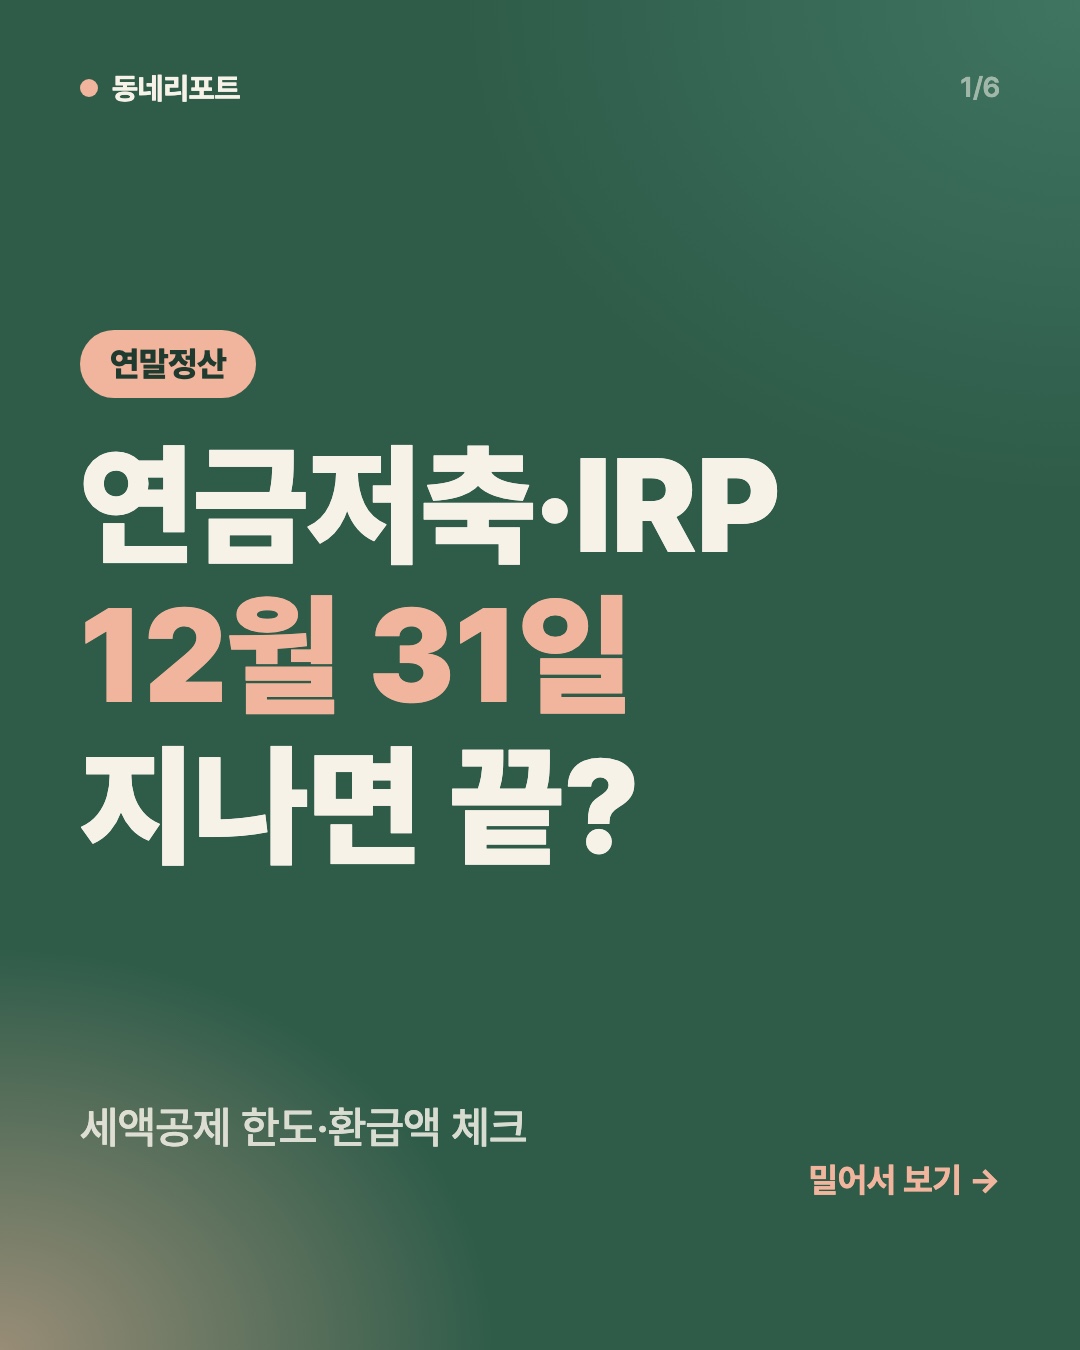 동네리포트
1/6
연말정산
연금저축·IRP
12월 31일
지나면 끝?
세액공제 한도·환급액 체크
밀어서 보기 →